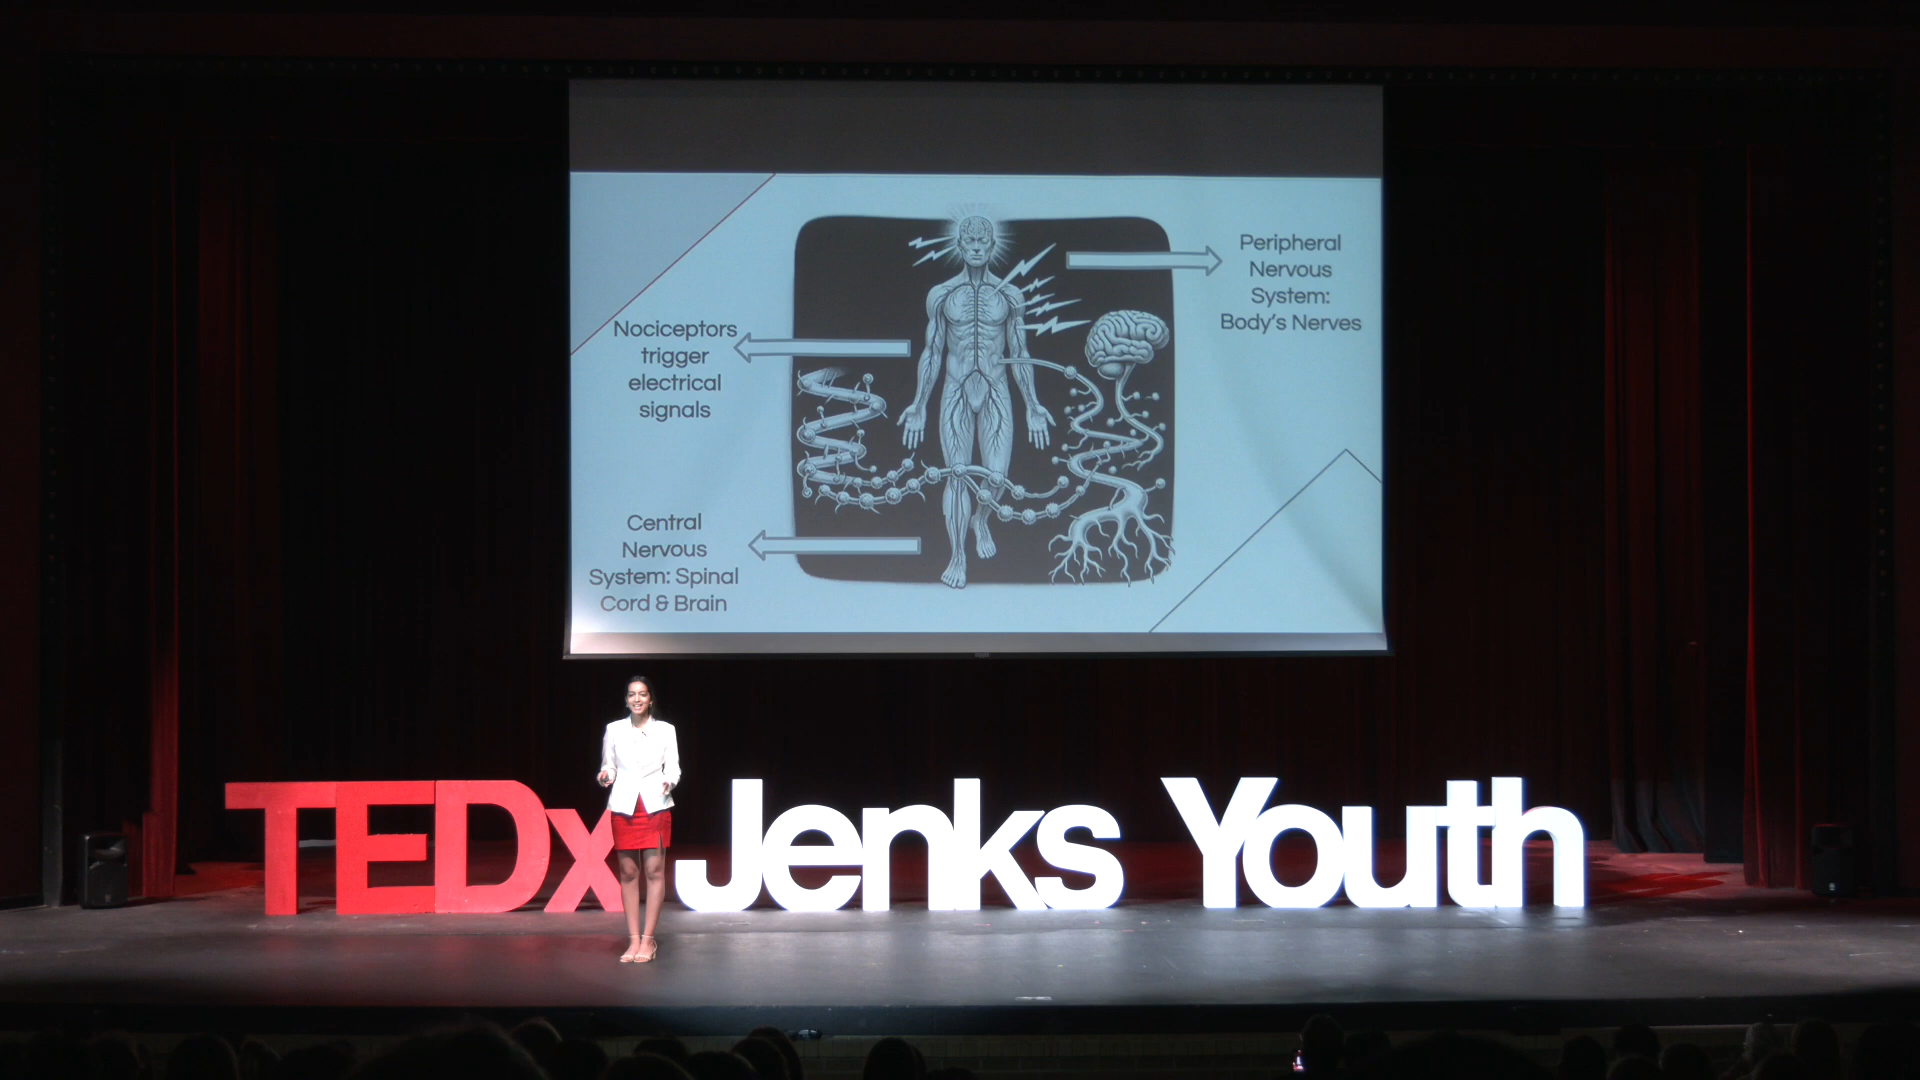 Peripheral
Nervous
System:
Body's Nerves
Nociceptors
trigger
electrical
signals
Central
Nervous
System: Spinal
Cord & Brain
TEDx Jenks Youth